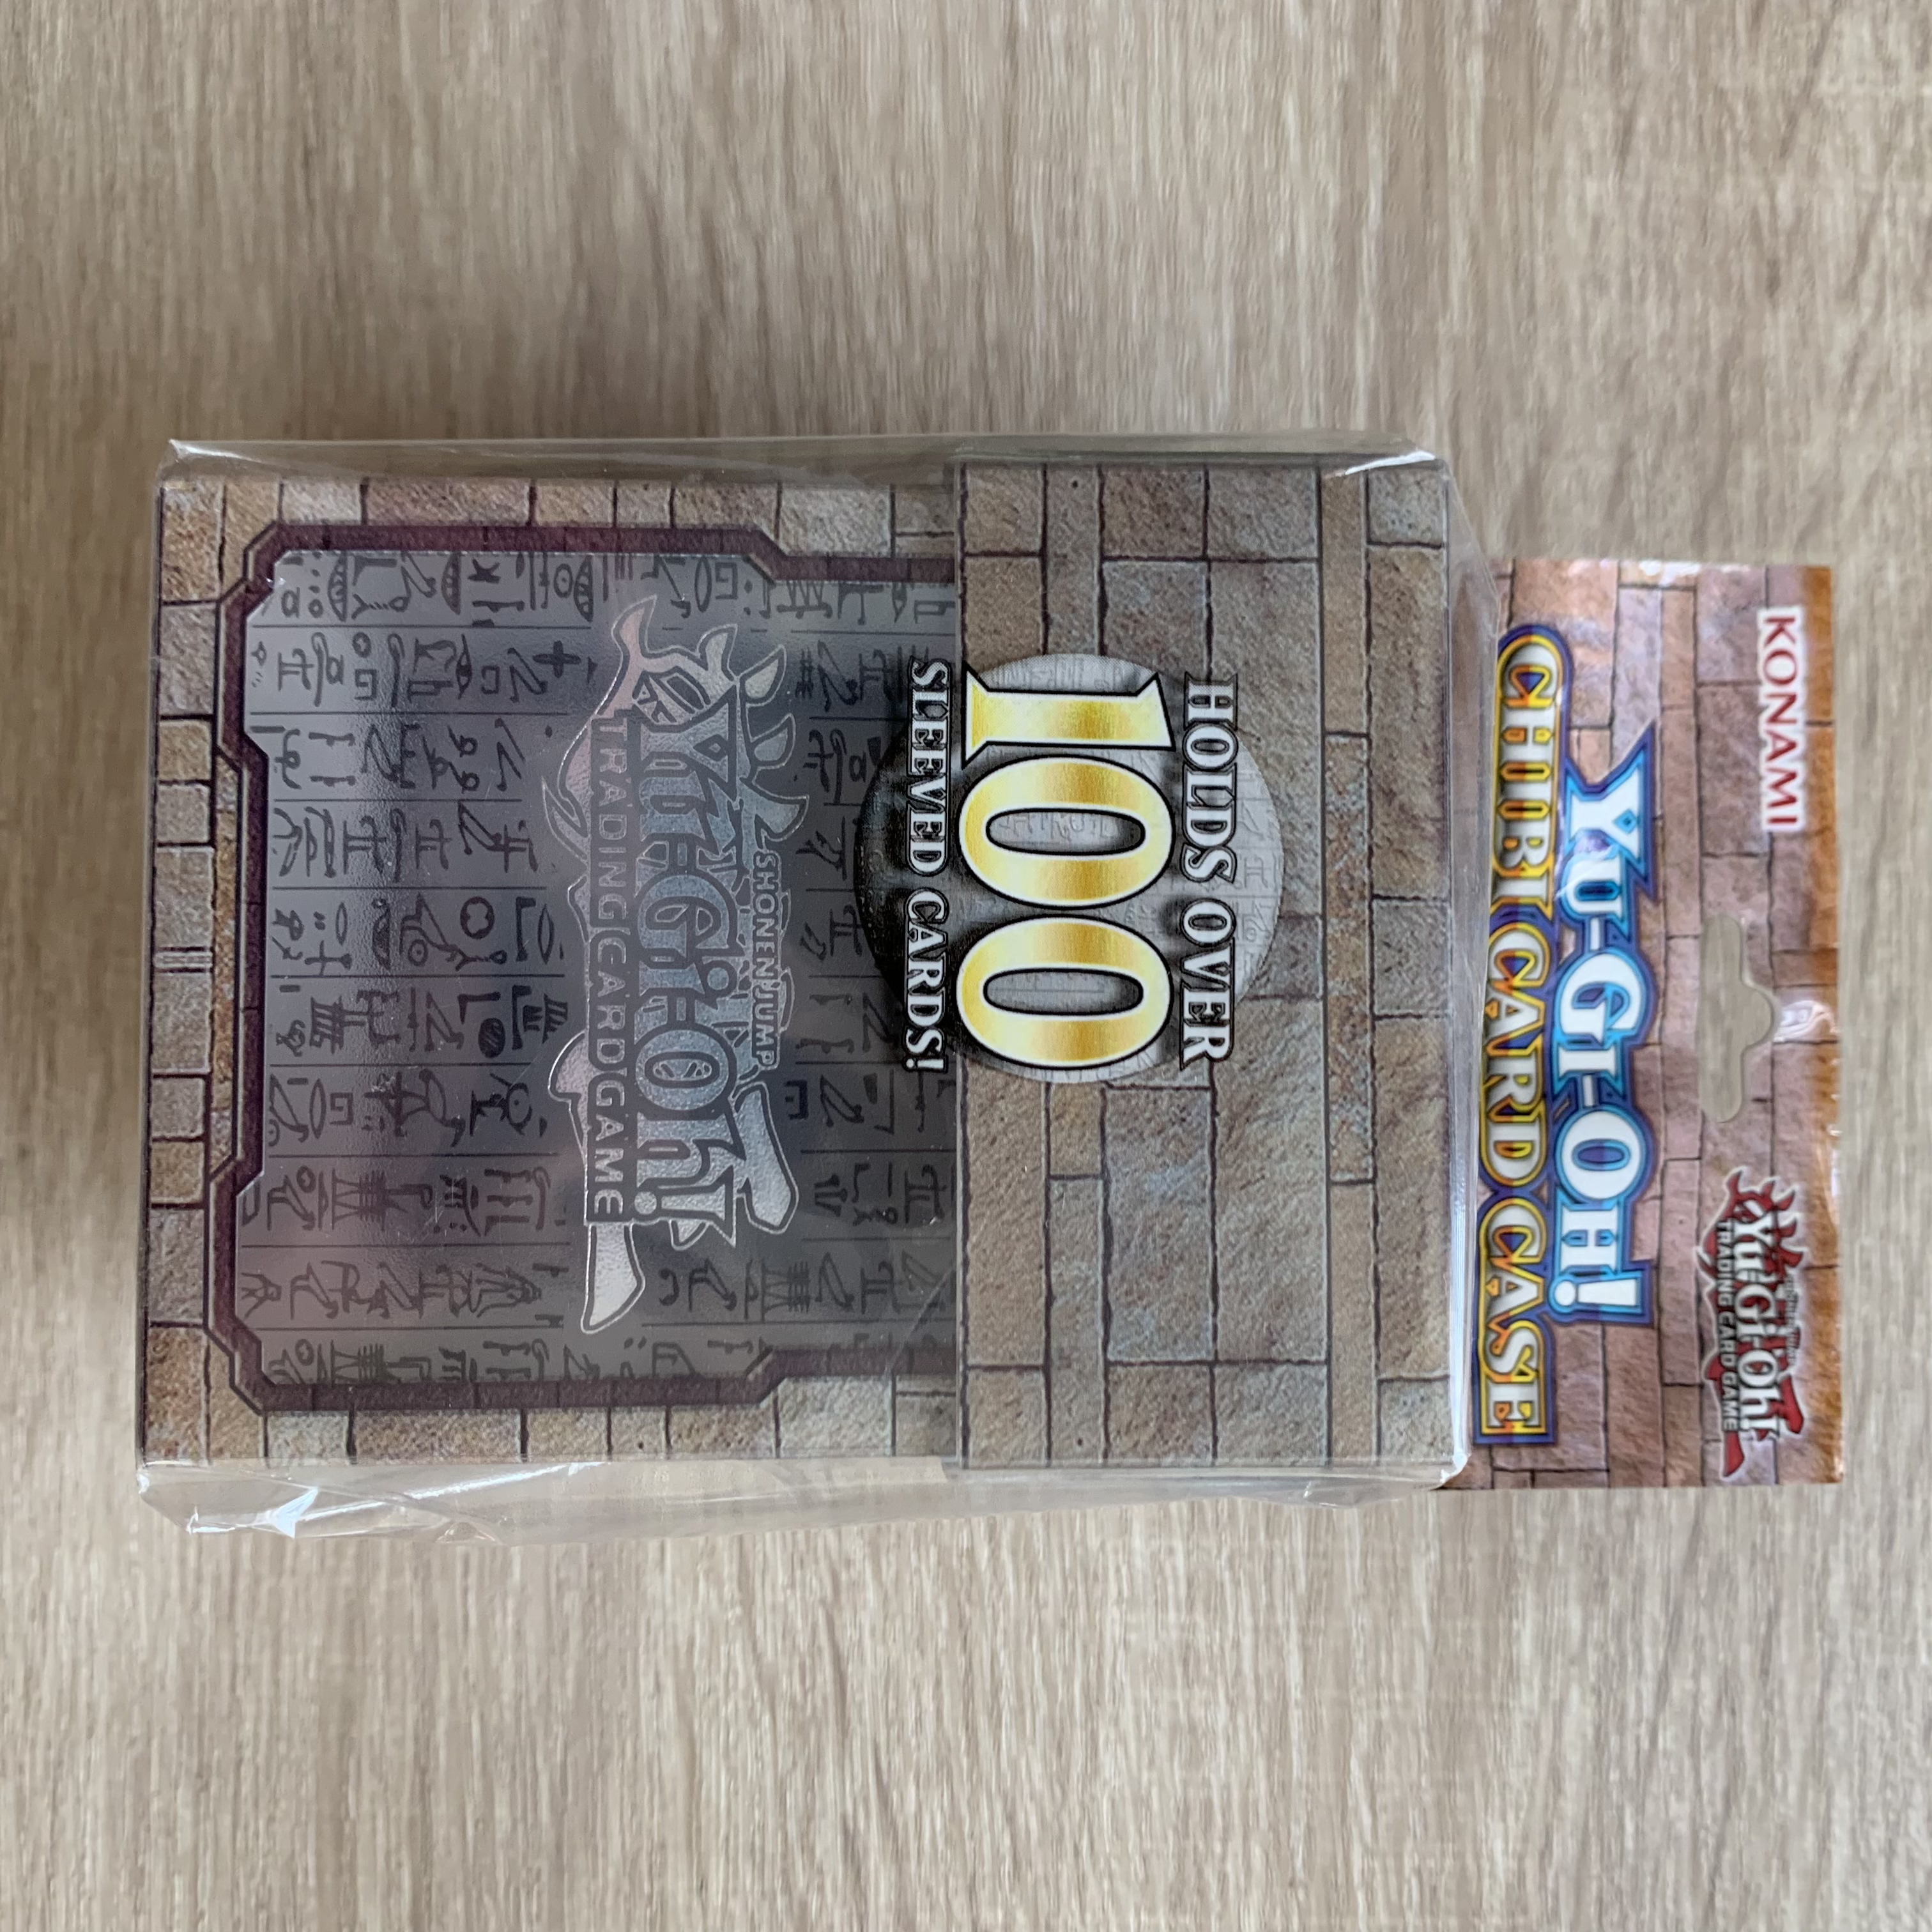 KONAMI
YU-GI-OH!
CHIBI CARD CASE
Yu-Gi-Oh!
TRADING CARD GAME
HOLDS OVER
100
SLEEVED CARDS!
SHONEN JUMP
Yu-Gi-Oh!
TRADING CARD GAME